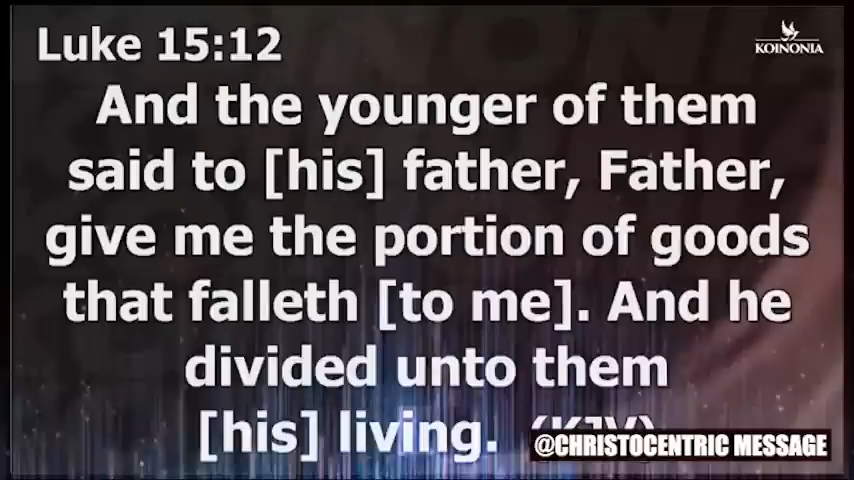 Luke 15:12
KOINONIA
And the younger of them
said to [his] father, Father,
give me the portion of goods
that falleth [to me]. And he
divided unto them
[his] living. (KJV)
@CHRISTOCENTRIC MESSAGE